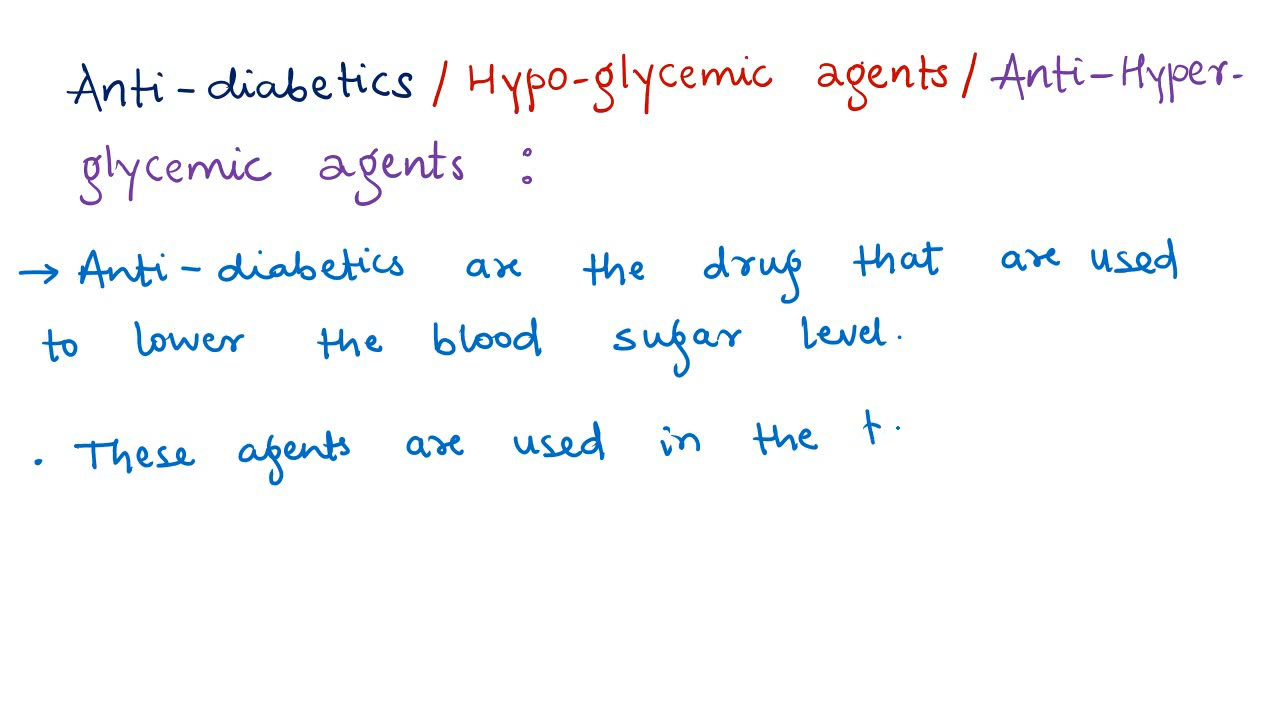 Anti-diabetics / Hypo-glycemic agents / Anti-Hyper-
glycemic agents :
→ Anti-diabetics are the drug that are used
to lower the blood sugar level.
. These agents are used in the t.